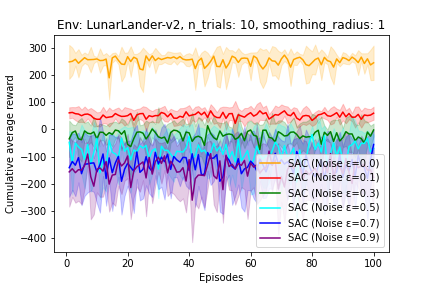 Env: LunarLander-v2, n_trials: 10, smoothing_radius: 1
Cumulative average reward
300
200
100
0
−100
−200
−300
−400
SAC (Noise ε=0.0)
SAC (Noise ε=0.1)
SAC (Noise ε=0.3)
SAC (Noise ε=0.5)
SAC (Noise ε=0.7)
SAC (Noise ε=0.9)
0 20 40 60 80 100
Episodes